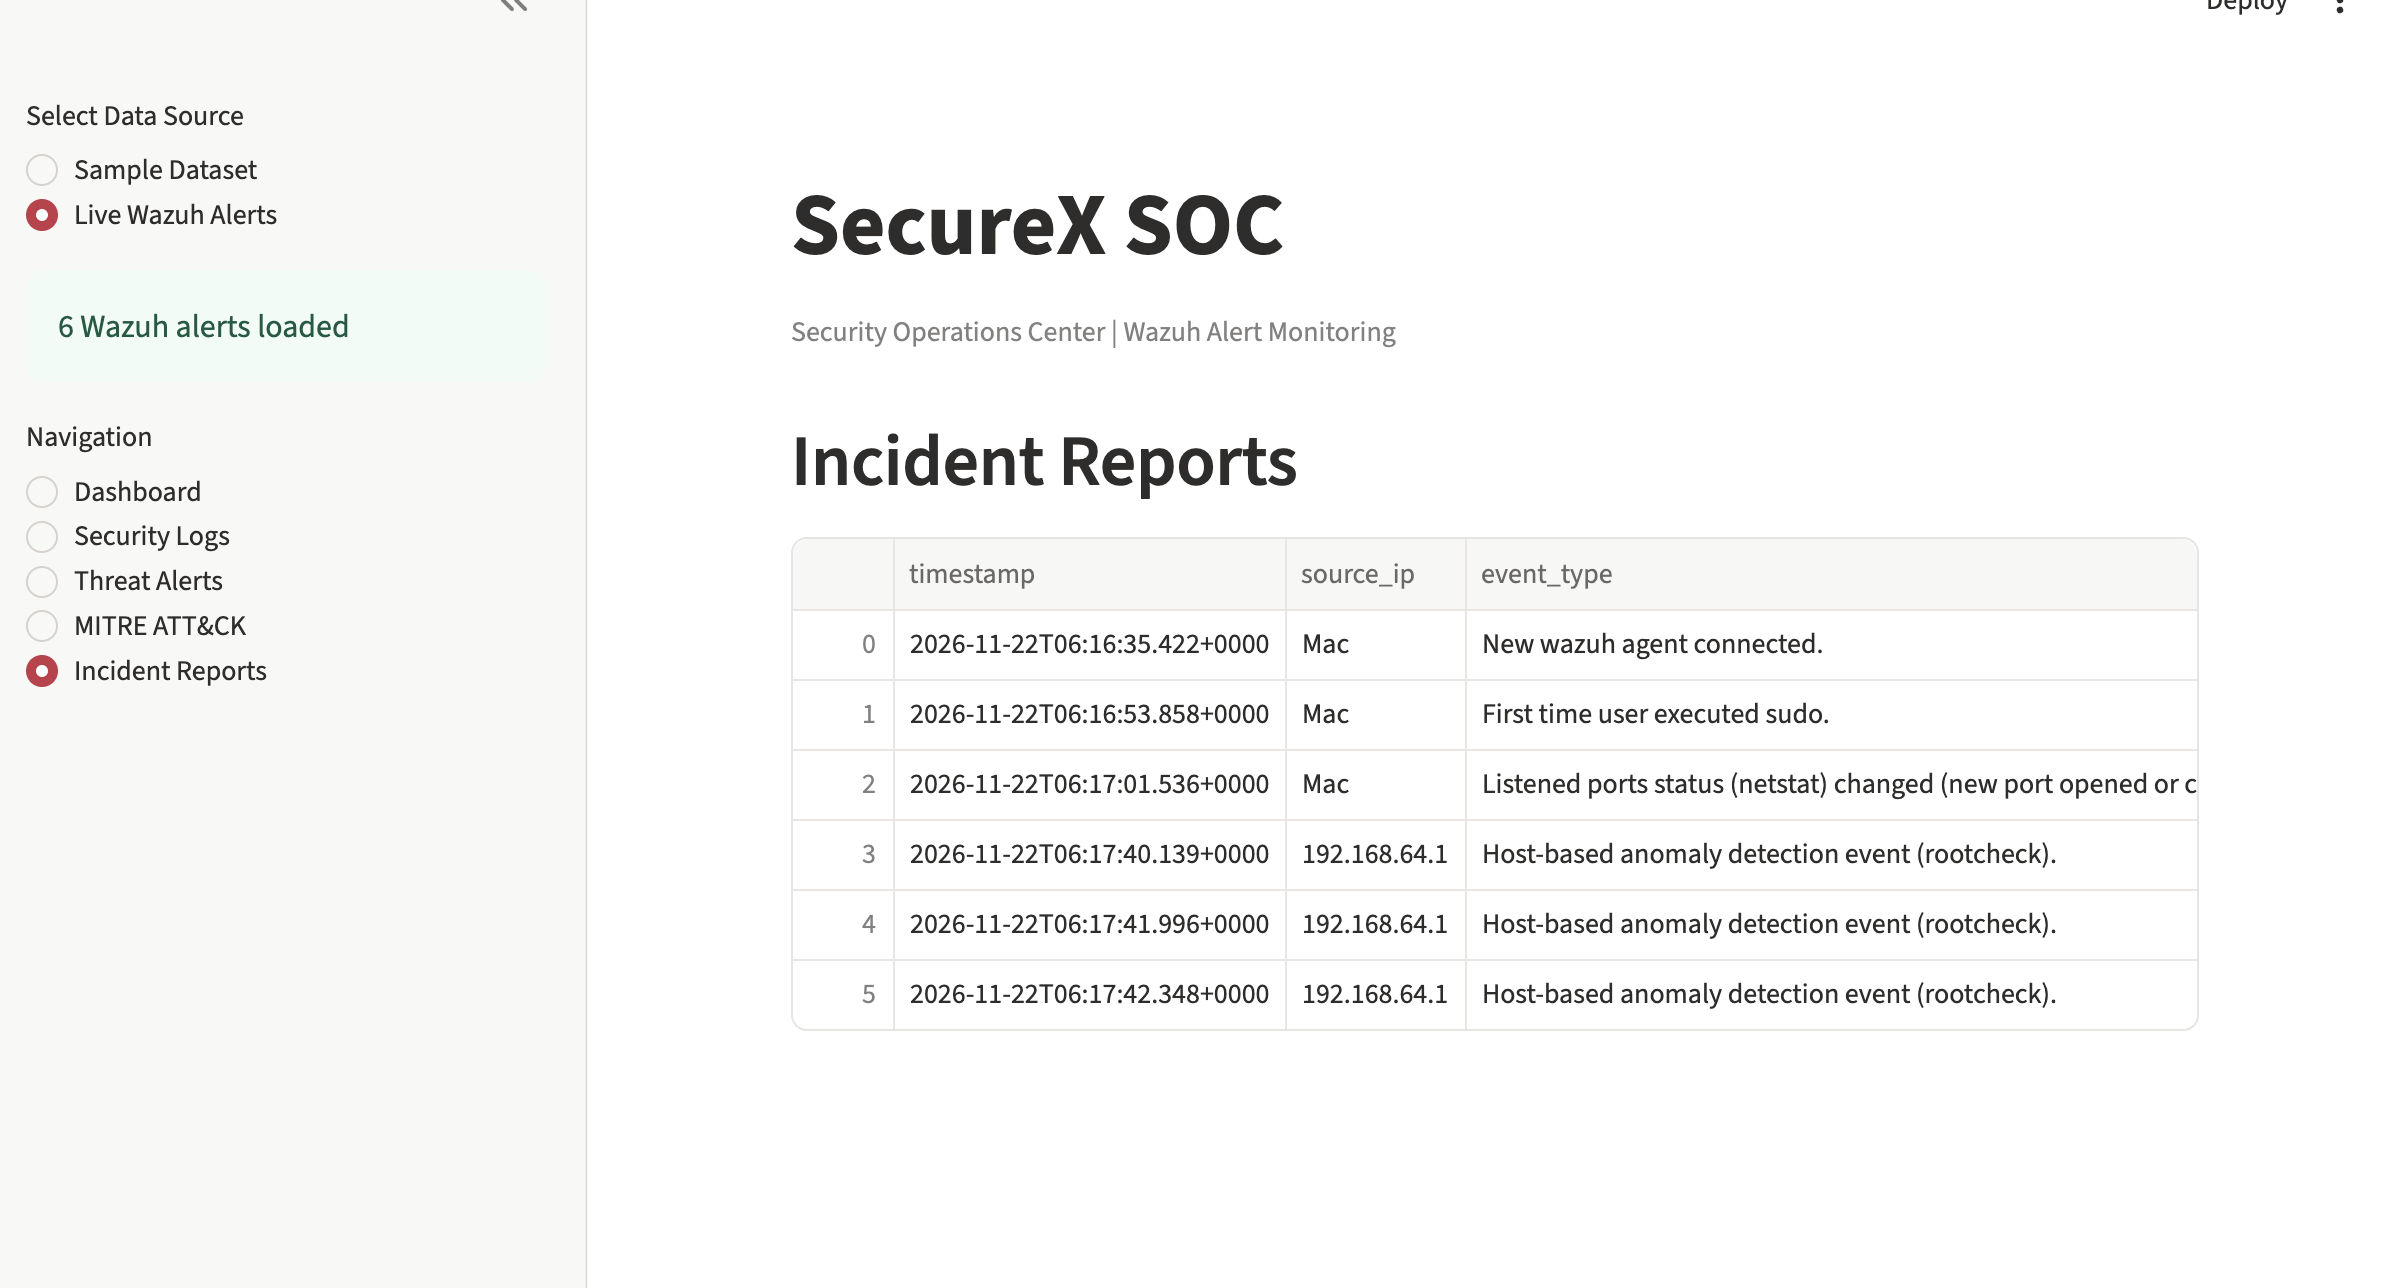 Deploy
Select Data Source
Sample Dataset
Live Wazuh Alerts
6 Wazuh alerts loaded
Navigation
Dashboard
Security Logs
Threat Alerts
MITRE ATT&CK
Incident Reports
SecureX SOC
Security Operations Center | Wazuh Alert Monitoring
Incident Reports
timestamp source_ip event_type
0 2026-11-22T06:16:35.422+0000 Mac New wazuh agent connected.
1 2026-11-22T06:16:53.858+0000 Mac First time user executed sudo.
2 2026-11-22T06:17:01.536+0000 Mac Listened ports status (netstat) changed (new port opened or c
3 2026-11-22T06:17:40.139+0000 192.168.64.1 Host-based anomaly detection event (rootcheck).
4 2026-11-22T06:17:41.996+0000 192.168.64.1 Host-based anomaly detection event (rootcheck).
5 2026-11-22T06:17:42.348+0000 192.168.64.1 Host-based anomaly detection event (rootcheck).